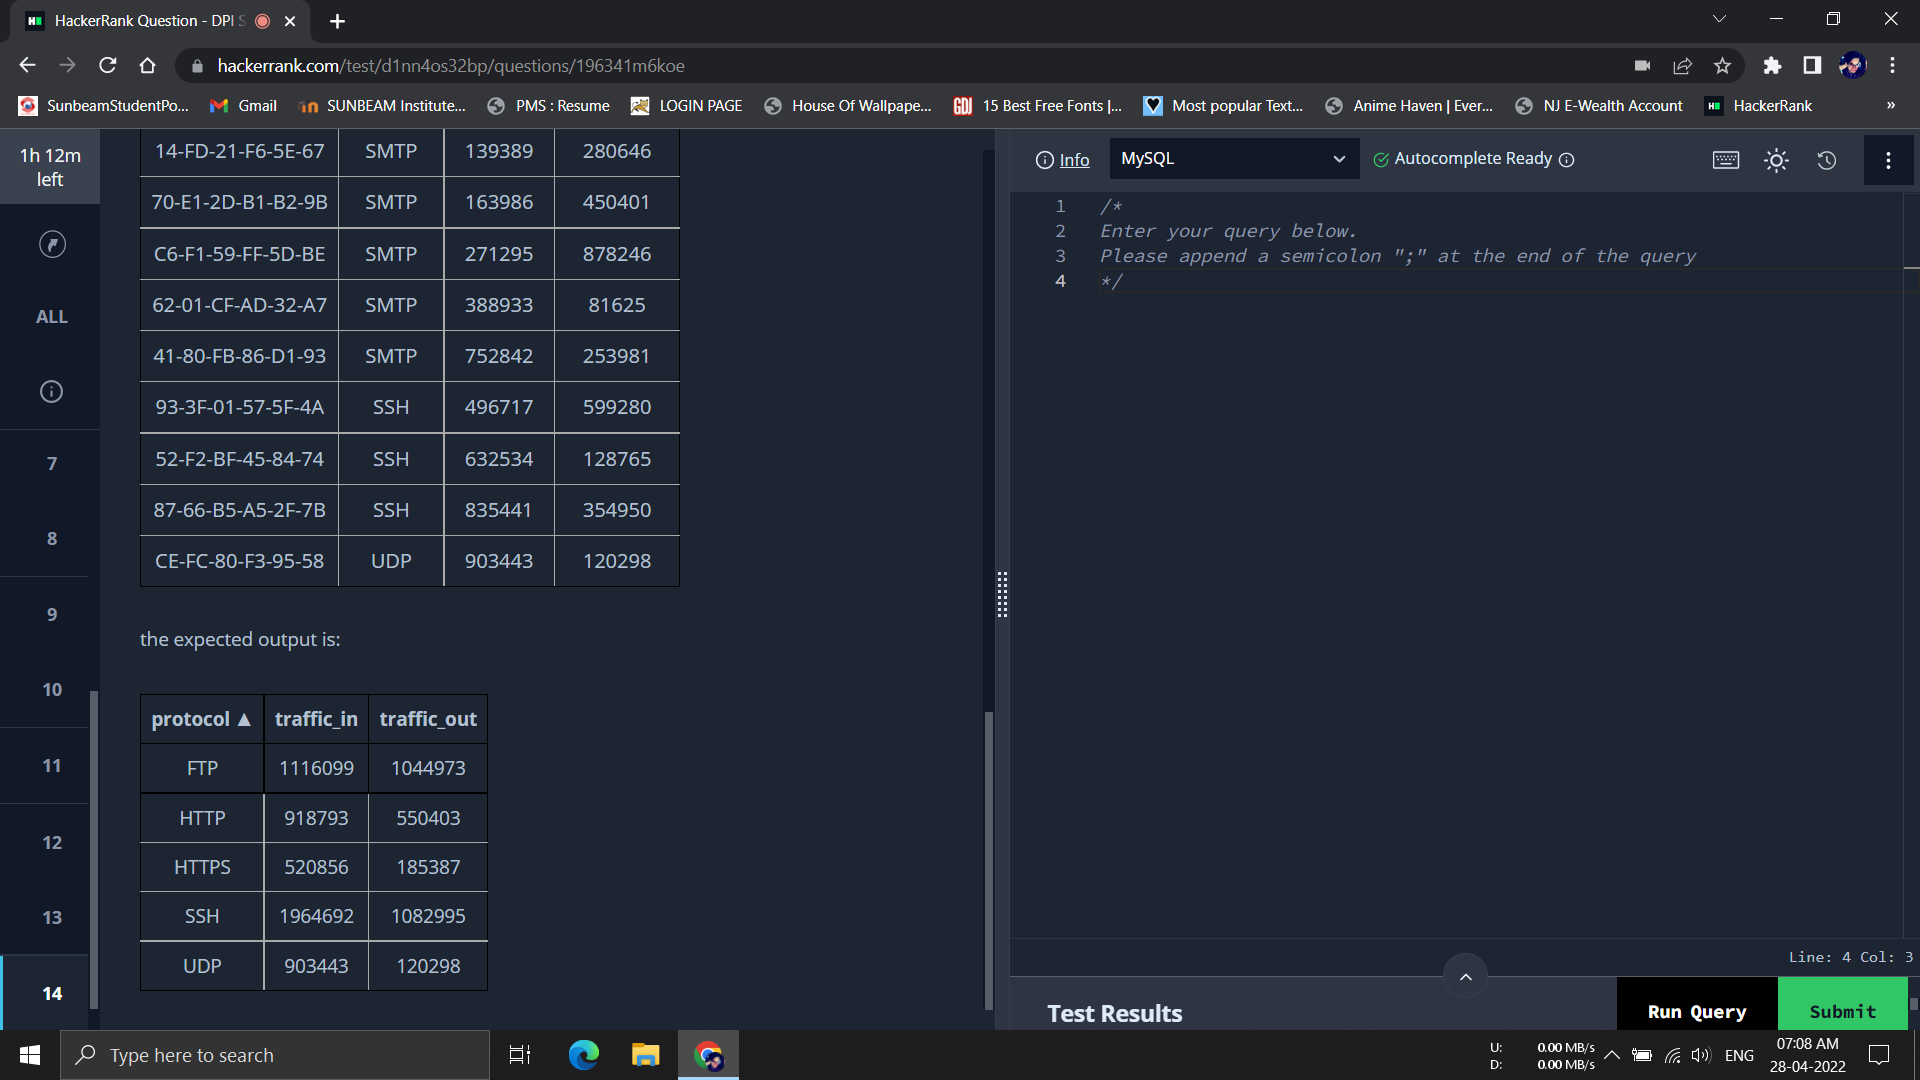 HackerRank Question - DPI S
hackerrank.com/test/d1nn4os32bp/questions/196341m6koe
SunbeamStudentPo... Gmail SUNBEAM Institute... PMS : Resume LOGIN PAGE House Of Wallpape... 15 Best Free Fonts |... Most popular Text... Anime Haven | Ever... NJ E-Wealth Account HackerRank »
1h 12m
left
ALL
7
8
9
10
11
12
13
14
14-FD-21-F6-5E-67 SMTP 139389 280646
70-E1-2D-B1-B2-9B SMTP 163986 450401
C6-F1-59-FF-5D-BE SMTP 271295 878246
62-01-CF-AD-32-A7 SMTP 388933 81625
41-80-FB-86-D1-93 SMTP 752842 253981
93-3F-01-57-5F-4A SSH 496717 599280
52-F2-BF-45-84-74 SSH 632534 128765
87-66-B5-A5-2F-7B SSH 835441 354950
CE-FC-80-F3-95-58 UDP 903443 120298
the expected output is:
protocol ▲ traffic_in traffic_out
FTP 1116099 1044973
HTTP 918793 550403
HTTPS 520856 185387
SSH 1964692 1082995
UDP 903443 120298
Info MySQL Autocomplete Ready
1 /*
2 Enter your query below.
3 Please append a semicolon ";" at the end of the query
4 */
Line: 4 Col: 3
Test Results Run Query Submit
Type here to search
U: 0.00 MB/s
D: 0.00 MB/s
ENG
07:08 AM
28-04-2022